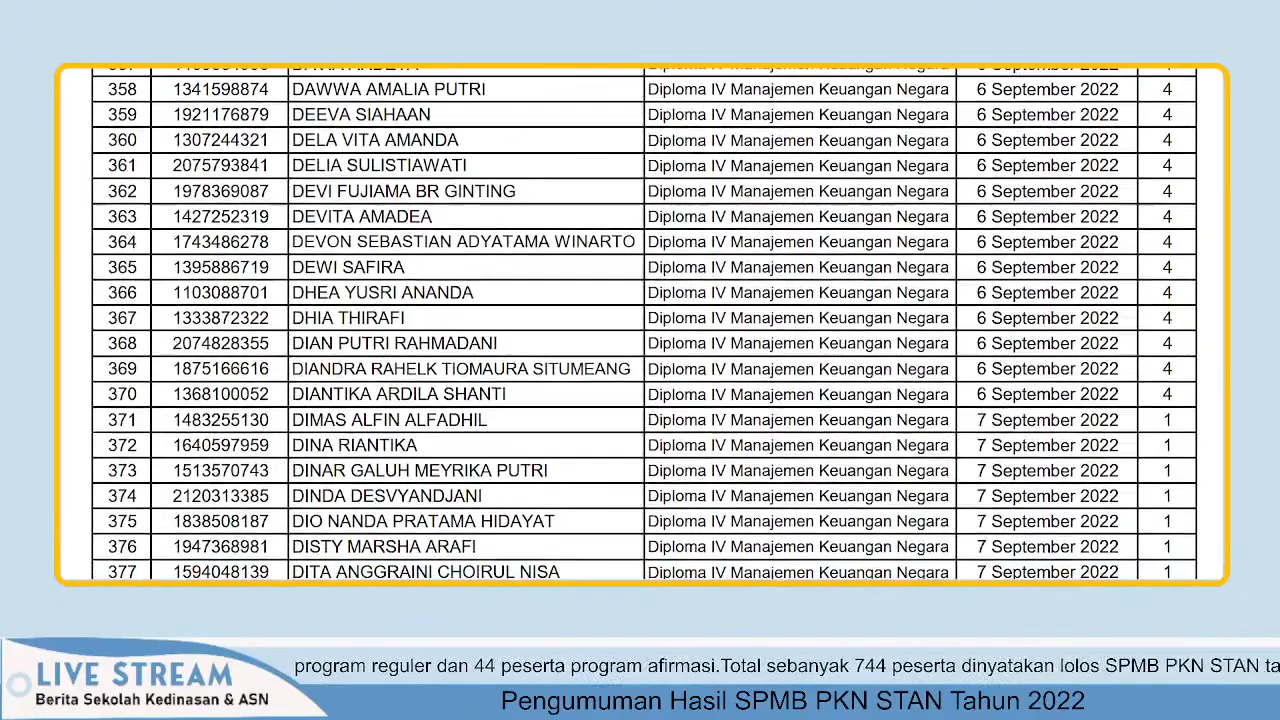 Diploma IV Manajemen Keuangan Negara
358 1341598874 DAWWA AMALIA PUTRI Diploma IV Manajemen Keuangan Negara 6 September 2022 4
359 1921176879 DEEVA SIAHAAN Diploma IV Manajemen Keuangan Negara 6 September 2022 4
360 1307244321 DELA VITA AMANDA Diploma IV Manajemen Keuangan Negara 6 September 2022 4
361 2075793841 DELIA SULISTIAWATI Diploma IV Manajemen Keuangan Negara 6 September 2022 4
362 1978369087 DEVI FUJIAMA BR GINTING Diploma IV Manajemen Keuangan Negara 6 September 2022 4
363 1427252319 DEVITA AMADEA Diploma IV Manajemen Keuangan Negara 6 September 2022 4
364 1743486278 DEVON SEBASTIAN ADYATAMA WINARTO Diploma IV Manajemen Keuangan Negara 6 September 2022 4
365 1395886719 DEWI SAFIRA Diploma IV Manajemen Keuangan Negara 6 September 2022 4
366 1103088701 DHEA YUSRI ANANDA Diploma IV Manajemen Keuangan Negara 6 September 2022 4
367 1333872322 DHIA THIRAFI Diploma IV Manajemen Keuangan Negara 6 September 2022 4
368 2074828355 DIAN PUTRI RAHMADANI Diploma IV Manajemen Keuangan Negara 6 September 2022 4
369 1875166616 DIANDRA RAHELK TIOMAURA SITUMEANG Diploma IV Manajemen Keuangan Negara 6 September 2022 4
370 1368100052 DIANTIKA ARDILA SHANTI Diploma IV Manajemen Keuangan Negara 6 September 2022 4
371 1483255130 DIMAS ALFIN ALFADHIL Diploma IV Manajemen Keuangan Negara 7 September 2022 1
372 1640597959 DINA RIANTIKA Diploma IV Manajemen Keuangan Negara 7 September 2022 1
373 1513570743 DINAR GALUH MEYRIKA PUTRI Diploma IV Manajemen Keuangan Negara 7 September 2022 1
374 2120313385 DINDA DESVYANDJANI Diploma IV Manajemen Keuangan Negara 7 September 2022 1
375 1838508187 DIO NANDA PRATAMA HIDAYAT Diploma IV Manajemen Keuangan Negara 7 September 2022 1
376 1947368981 DISTY MARSHA ARAFI Diploma IV Manajemen Keuangan Negara 7 September 2022 1
377 1594048139 DITA ANGGRAINI CHOIRUL NISA Diploma IV Manajemen Keuangan Negara 7 September 2022 1
LIVE STREAM
Berita Sekolah Kedinasan & ASN
program reguler dan 44 peserta program afirmasi.Total sebanyak 744 peserta dinyatakan lolos SPMB PKN STAN ta
Pengumuman Hasil SPMB PKN STAN Tahun 2022